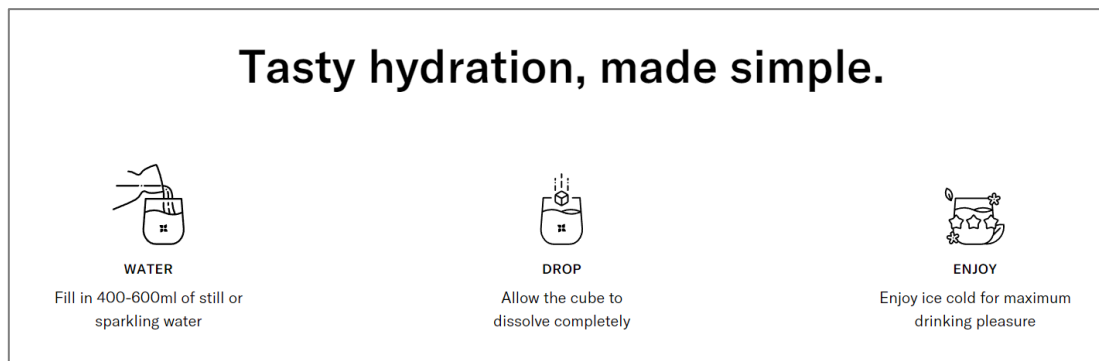 Tasty hydration, made simple.
WATER
Fill in 400-600ml of still or
sparkling water
DROP
Allow the cube to
dissolve completely
ENJOY
Enjoy ice cold for maximum
drinking pleasure